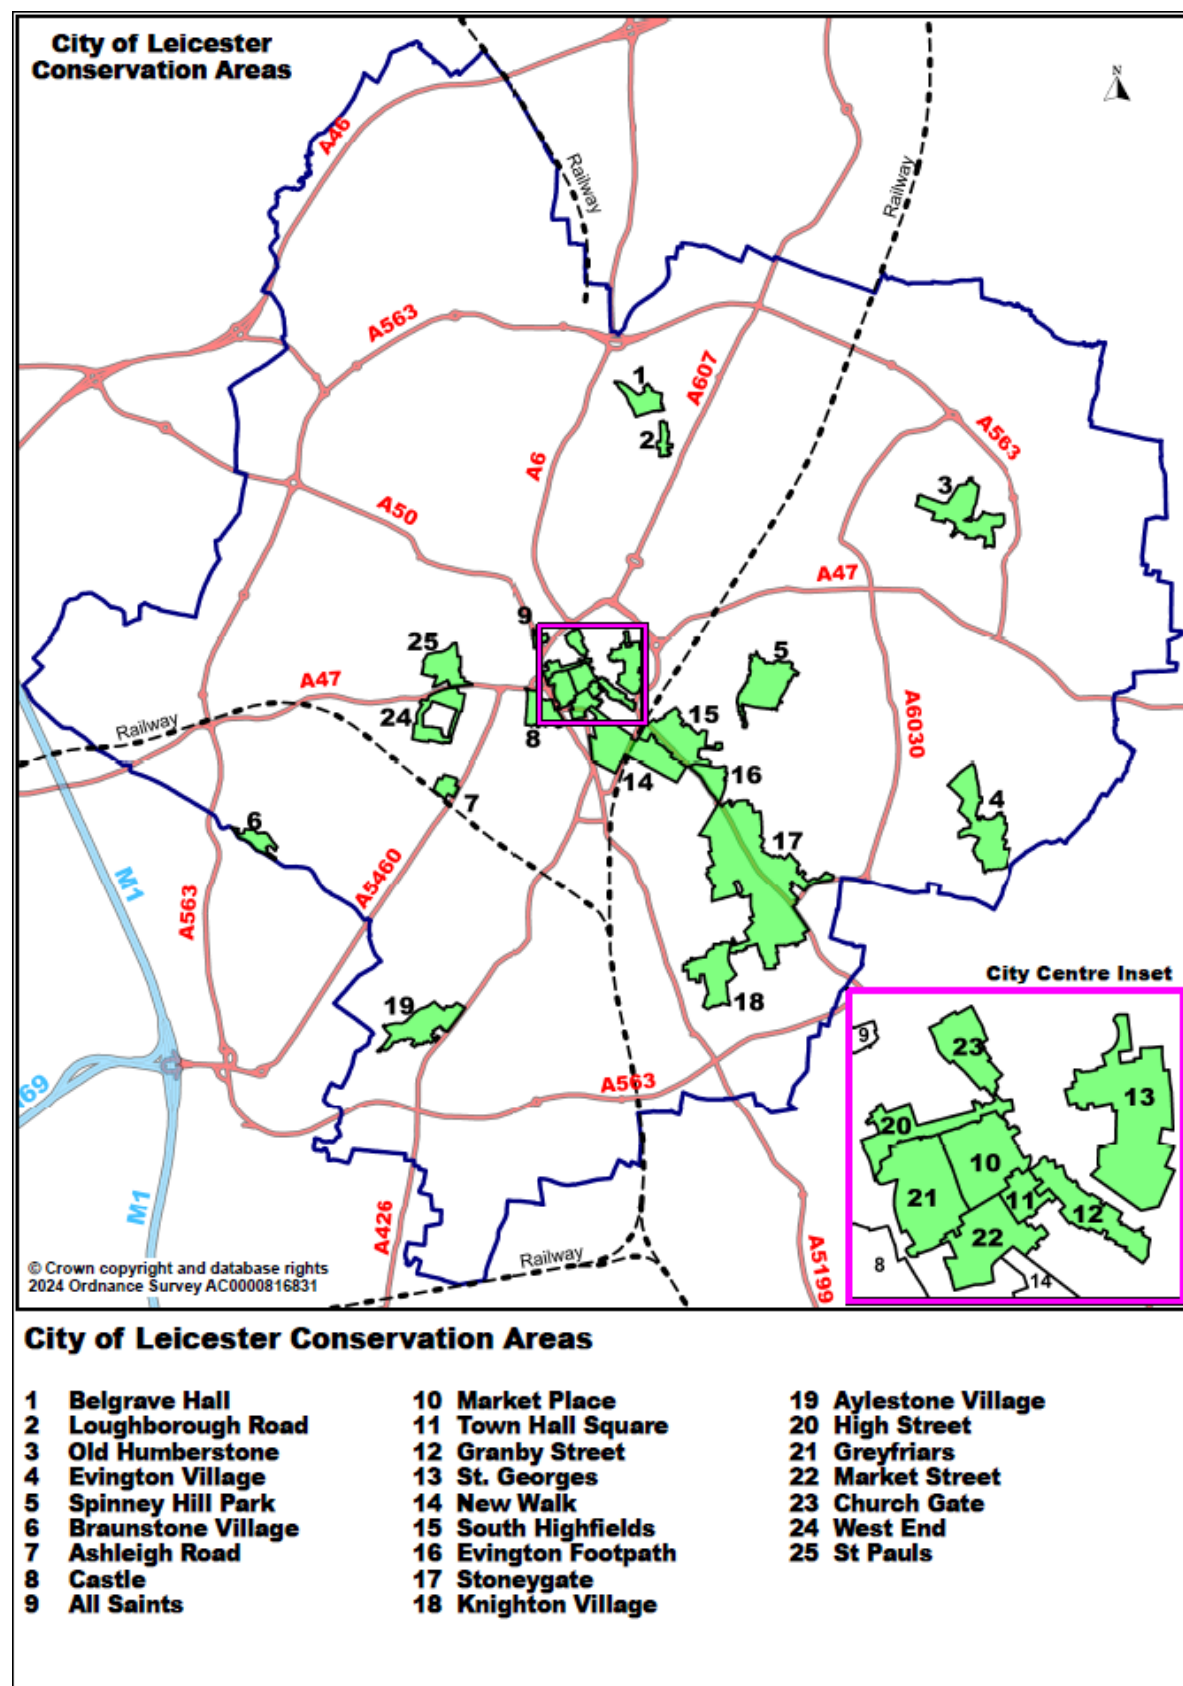 City of Leicester
Conservation Areas
N
A46
Railway
Railway
A563
1
A607
2
A6
A563
3
A50
A47
9
25
5
A47
24
Railway
8
15
14
16
A6030
4
7
6
17
A5460
M1
A563
City Centre Inset
18
19
9
23
13
A563
69
20
10
21
11
12
22
8
14
M1
A426
Railway
A5199
© Crown copyright and database rights
2024 Ordnance Survey AC0000816831
City of Leicester Conservation Areas
1 Belgrave Hall
2 Loughborough Road
3 Old Humberstone
4 Evington Village
5 Spinney Hill Park
6 Braunstone Village
7 Ashleigh Road
8 Castle
9 All Saints
10 Market Place
11 Town Hall Square
12 Granby Street
13 St. Georges
14 New Walk
15 South Highfields
16 Evington Footpath
17 Stoneygate
18 Knighton Village
19 Aylestone Village
20 High Street
21 Greyfriars
22 Market Street
23 Church Gate
24 West End
25 St Pauls